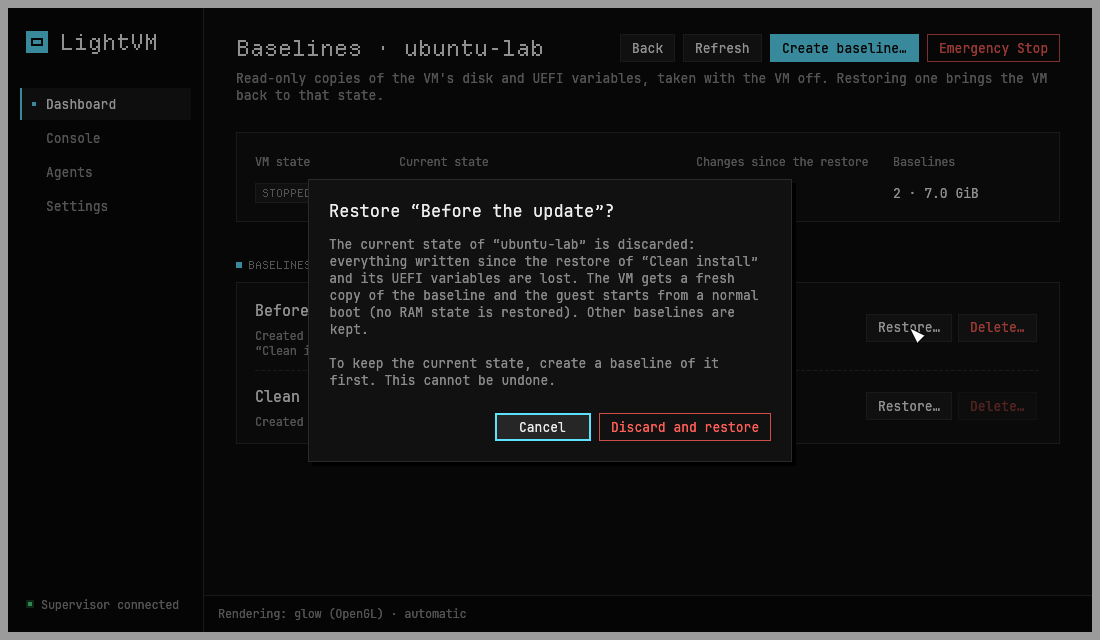 LightVM
Baselines · ubuntu-lab
Back
Refresh
Create baseline…
Emergency Stop
Read-only copies of the VM's disk and UEFI variables, taken with the VM off. Restoring one brings the VM
back to that state.
Dashboard
Console
Agents
Settings
VM state
Current state
Changes since the restore
Baselines
STOPPED
2 · 7.0 GiB
BASELINES
Before
Created
“Clean
Restore…
Delete…
Clean
Created
Restore…
Delete…
Restore “Before the update”?
The current state of “ubuntu-lab” is discarded:
everything written since the restore of “Clean install”
and its UEFI variables are lost. The VM gets a fresh
copy of the baseline and the guest starts from a normal
boot (no RAM state is restored). Other baselines are
kept.
To keep the current state, create a baseline of it
first. This cannot be undone.
Cancel
Discard and restore
Supervisor connected
Rendering: glow (OpenGL) · automatic